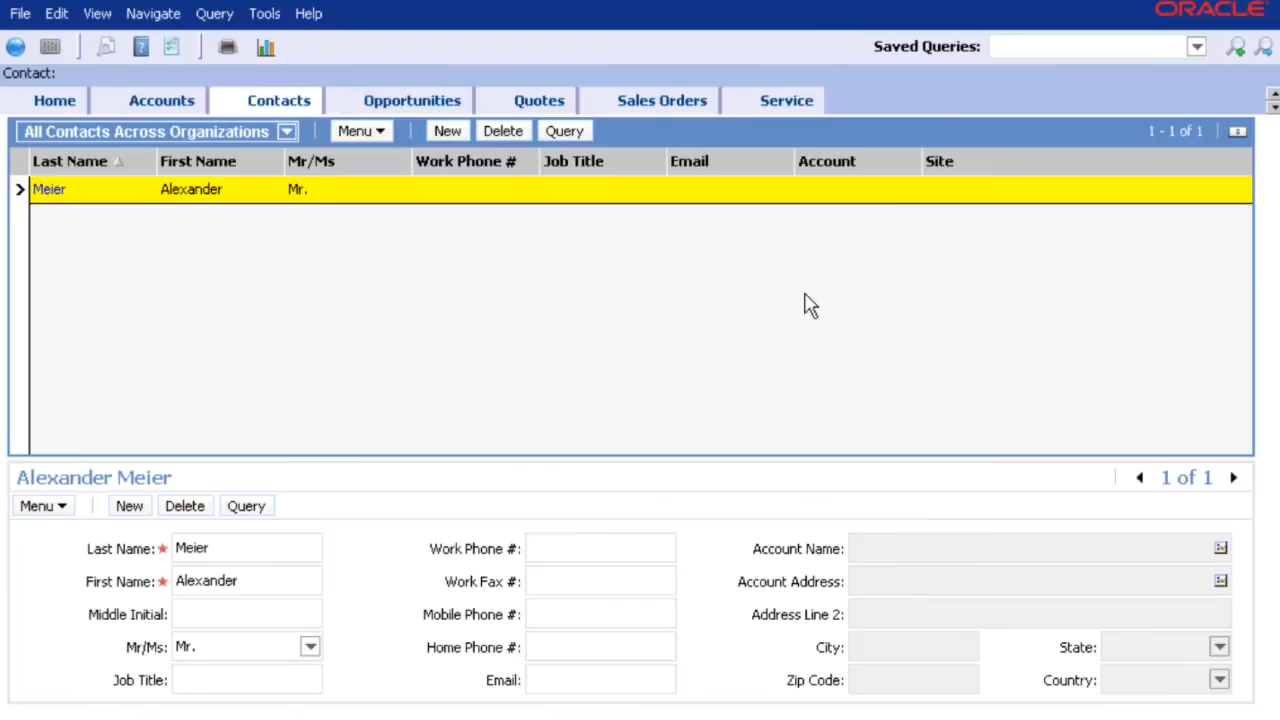 File Edit View Navigate Query Tools Help
ORACLE
Saved Queries:
Contact:
Home Accounts Contacts Opportunities Quotes Sales Orders Service
All Contacts Across Organizations Menu New Delete Query 1 - 1 of 1
Last Name First Name Mr/Ms Work Phone # Job Title Email Account Site
Meier Alexander Mr.
Alexander Meier 1 of 1
Menu New Delete Query
Last Name: Meier Work Phone #: Account Name:
First Name: Alexander Work Fax #: Account Address:
Middle Initial: Mobile Phone #: Address Line 2:
Mr/Ms: Mr. Home Phone #: City: State:
Job Title: Email: Zip Code: Country: